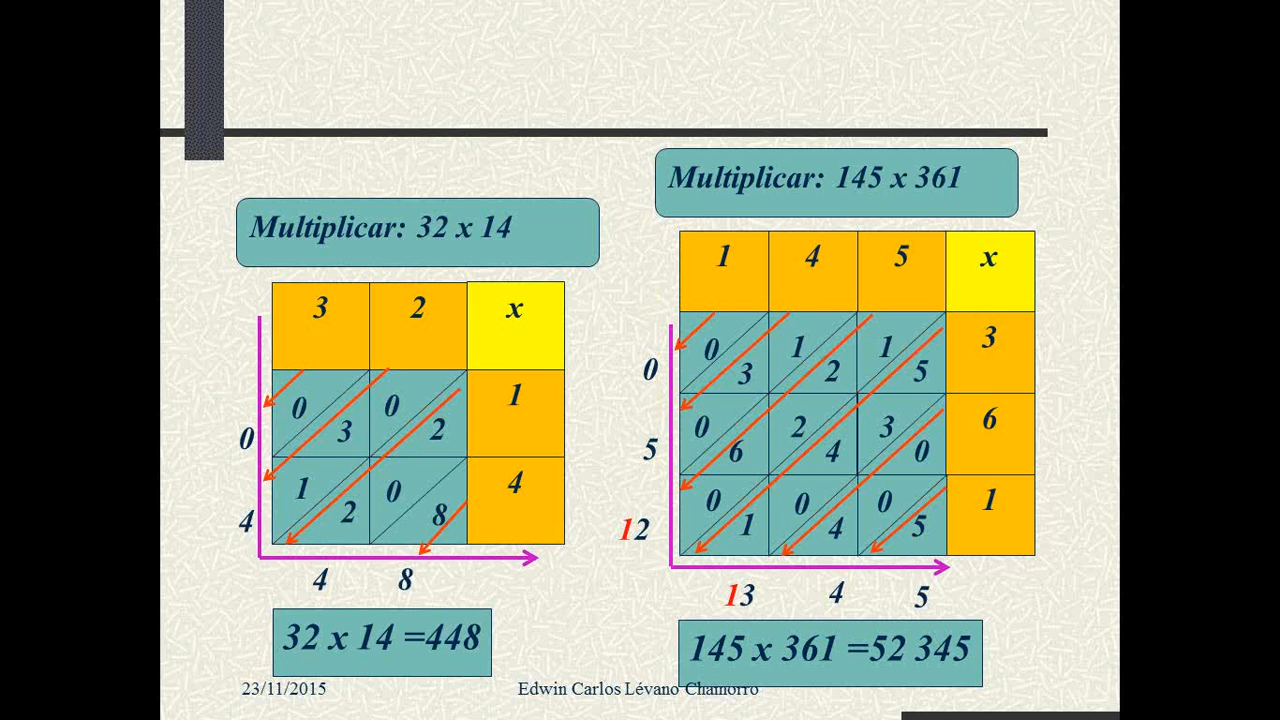 Multiplicar: 32 x 14
3 2 x
0 3 0 2 1
1 2 0 8 4
0
4
4 8
32 x 14 =448
Multiplicar: 145 x 361
1 4 5 x
0 3 1 2 1 5 3
0 6 2 4 3 0 6
0 1 0 4 0 5 1
0
5
12
13 4 5
145 x 361 =52 345
23/11/2015
Edwin Carlos Lévano Chamorro